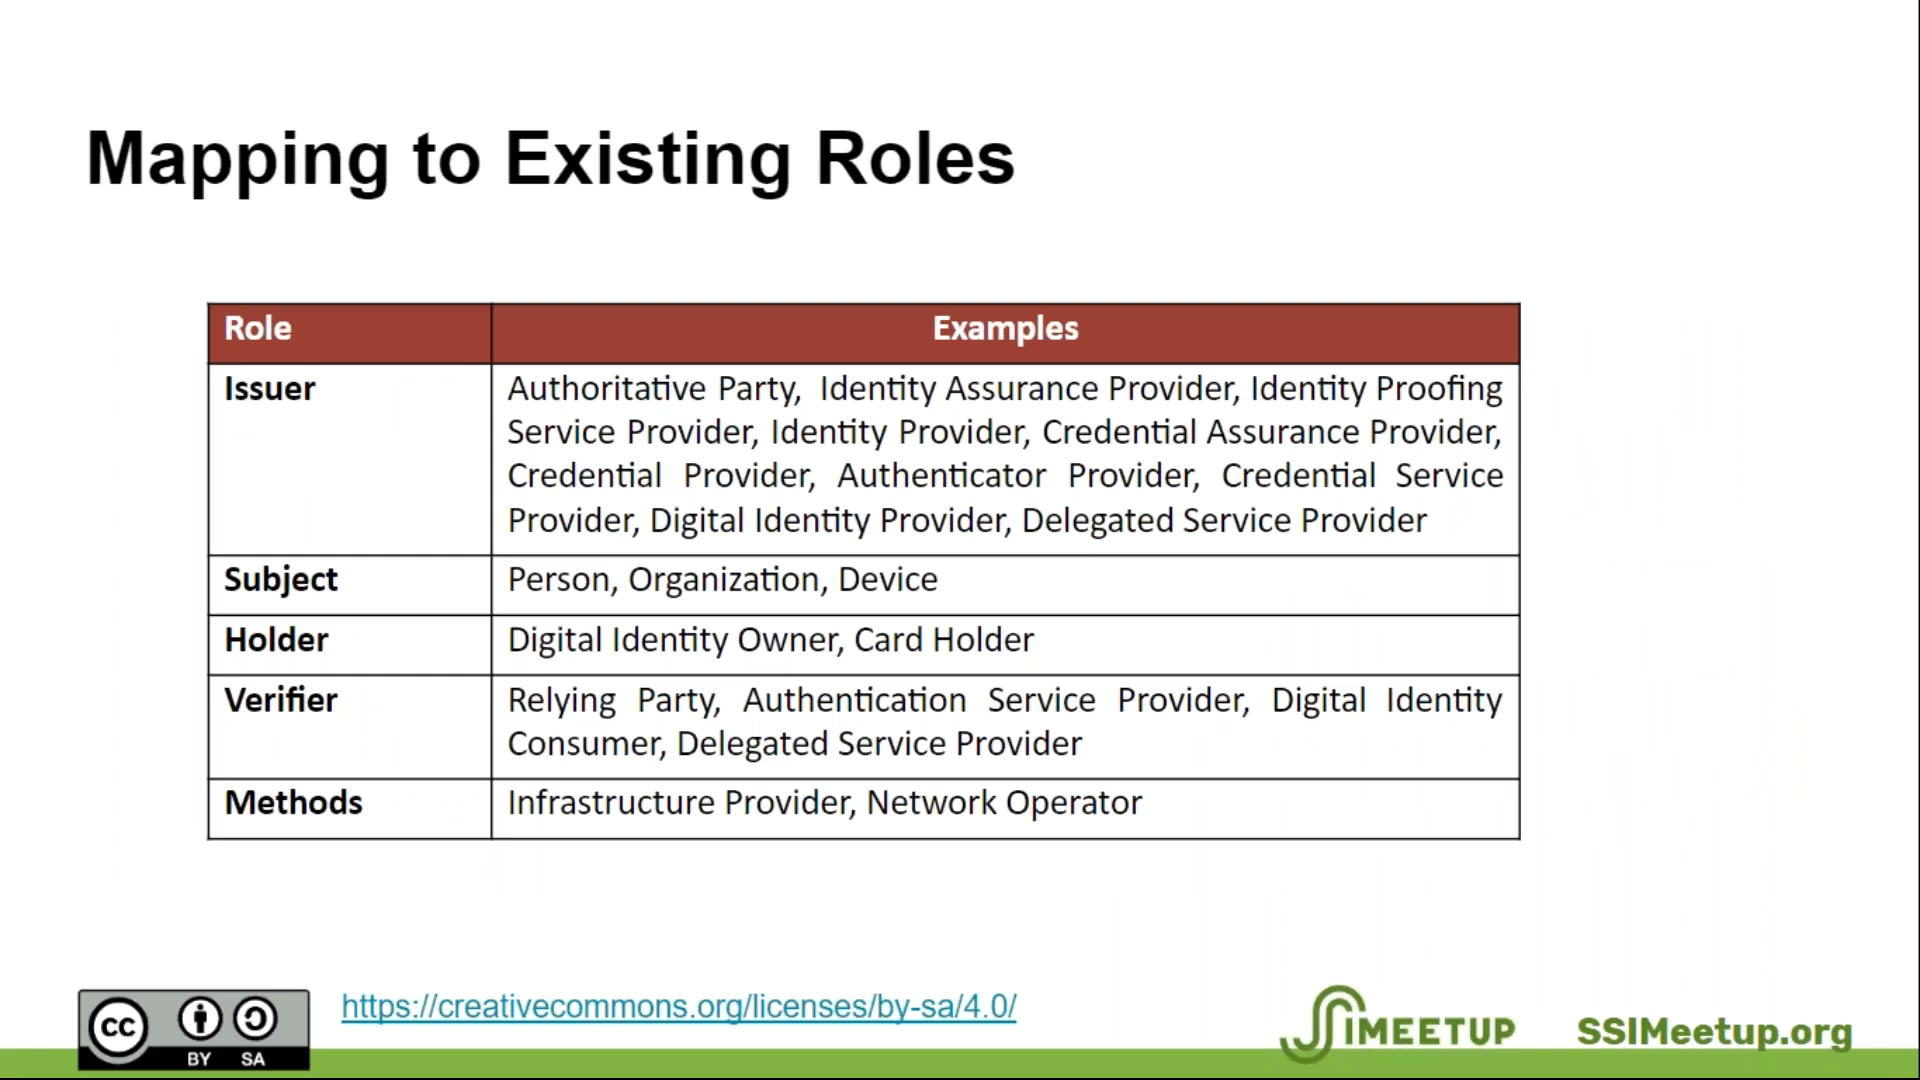 Mapping to Existing Roles
Role Examples
Issuer Authoritative Party, Identity Assurance Provider, Identity Proofing
Service Provider, Identity Provider, Credential Assurance Provider,
Credential Provider, Authenticator Provider, Credential Service
Provider, Digital Identity Provider, Delegated Service Provider
Subject Person, Organization, Device
Holder Digital Identity Owner, Card Holder
Verifier Relying Party, Authentication Service Provider, Digital Identity
Consumer, Delegated Service Provider
Methods Infrastructure Provider, Network Operator
cc BY SA
https://creativecommons.org/licenses/by-sa/4.0/
SSIMEETUP
SSIMeetup.org